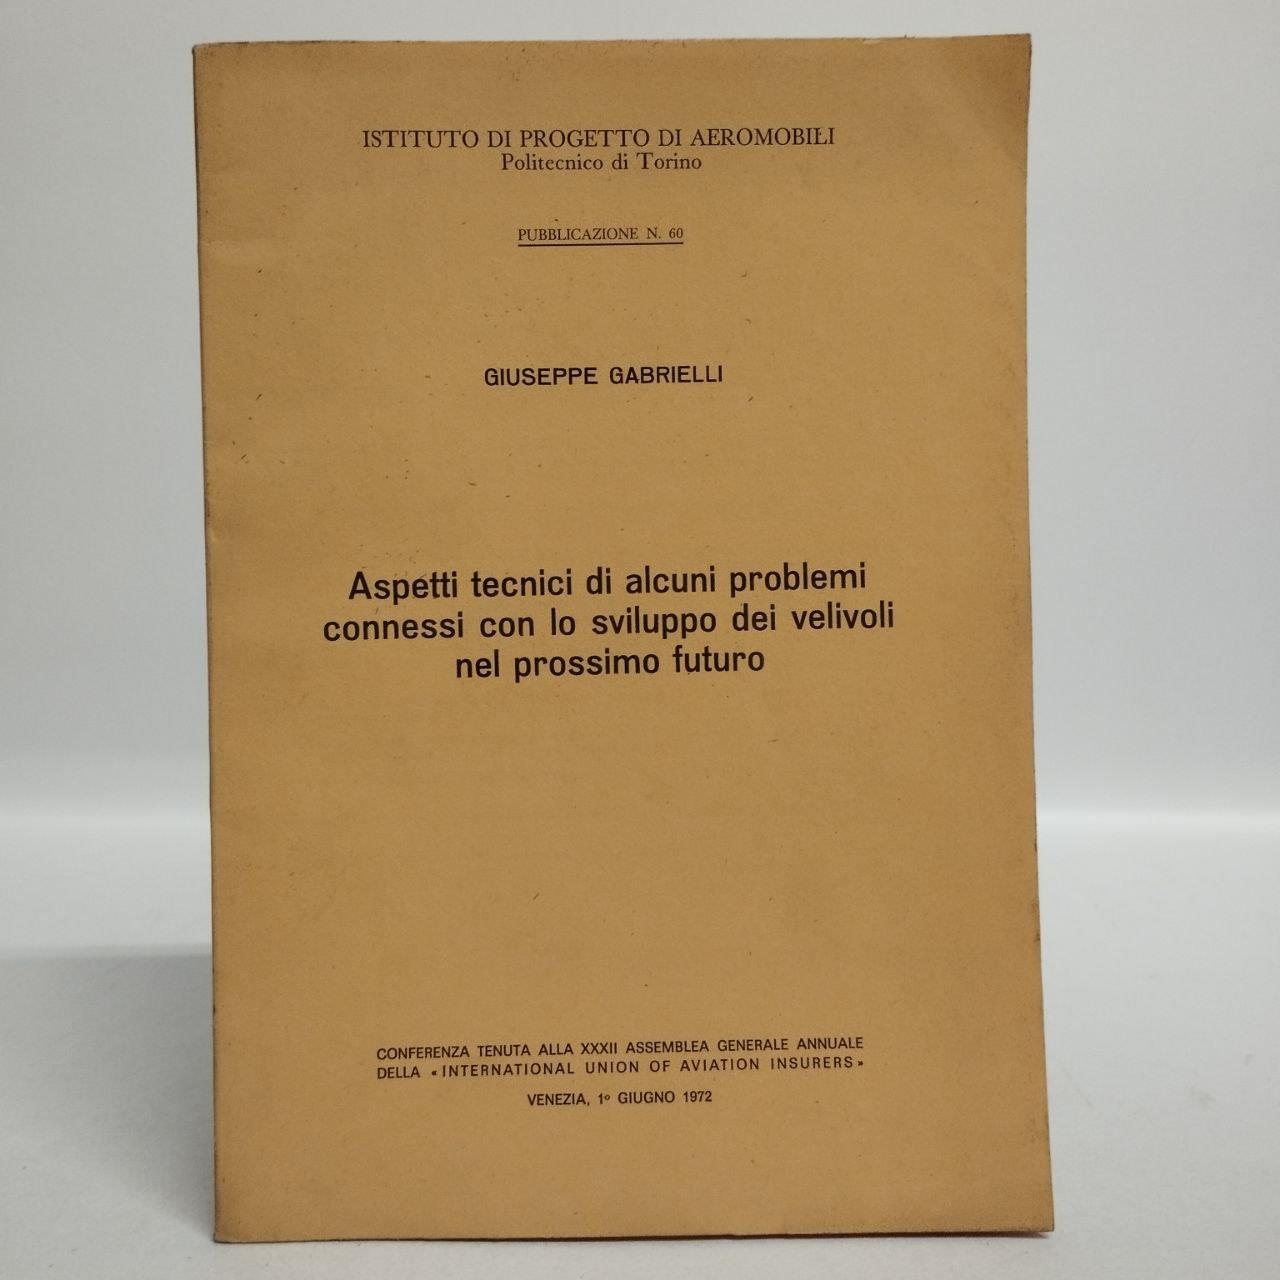 ISTITUTO DI PROGETTO DI AEROMOBILI
Politecnico di Torino
PUBBLICAZIONE N. 60
GIUSEPPE GABRIELLI
Aspetti tecnici di alcuni problemi
connessi con lo sviluppo dei velivoli
nel prossimo futuro
CONFERENZA TENUTA ALLA XXXII ASSEMBLEA GENERALE ANNUALE
DELLA «INTERNATIONAL UNION OF AVIATION INSURERS»
VENEZIA, 1º GIUGNO 1972